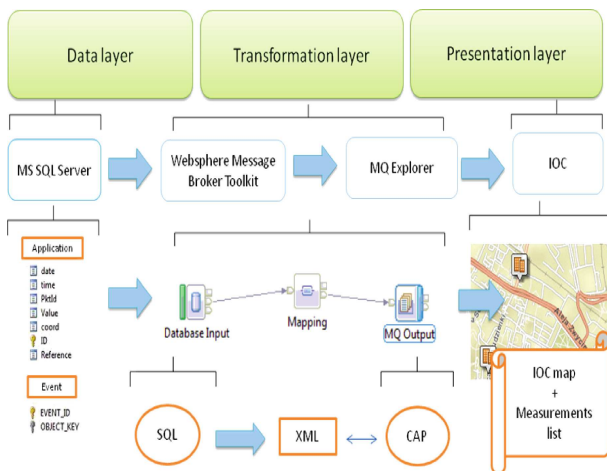 Data layer
Transformation layer
Presentation layer
MS SQL Server
Websphere Message
Broker Toolkit
MQ Explorer
IOC
Application
date
time
PktId
Value
coord
ID
Reference
Event
EVENT_ID
OBJECT_KEY
Database Input
Mapping
MQ Output
SQL
XML
CAP
IOC map
+
Measurements
list